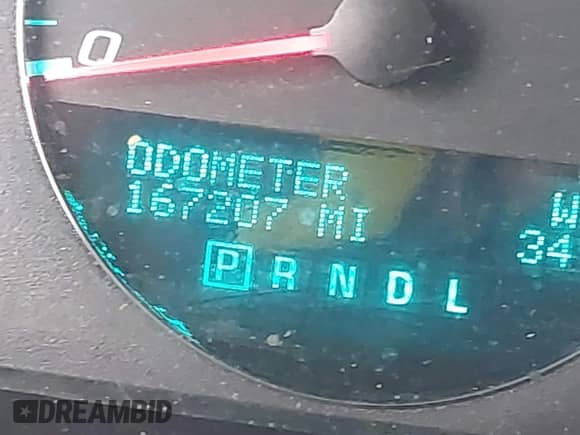 0
ODOMETER
167207 MI
W
34
P R N D L
DREAMBID